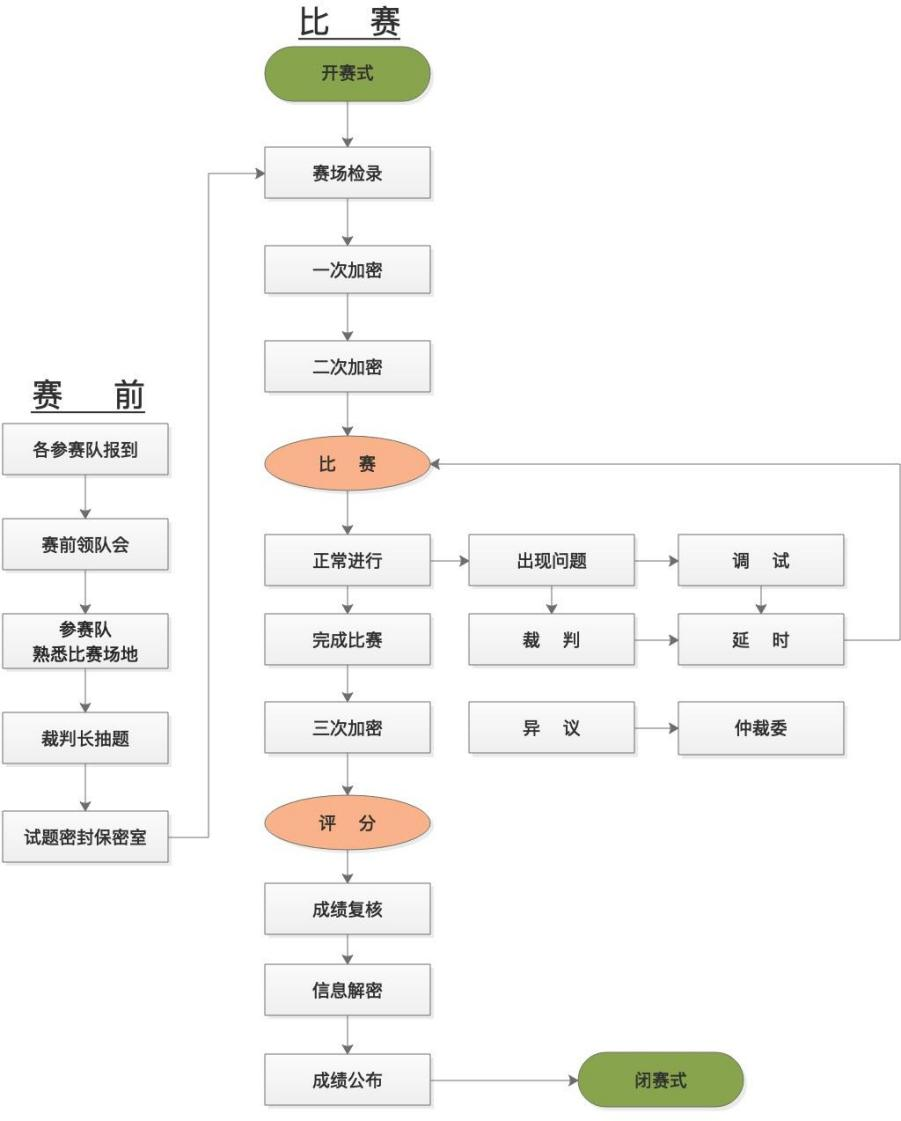 比 赛
开赛式
赛场检录
一次加密
二次加密
赛 前
各参赛队报到
比 赛
赛前领队会
正常进行
出现问题
调 试
参赛队
熟悉比赛场地
完成比赛
裁 判
延 时
裁判长抽题
三次加密
异 议
仲裁委
试题密封保密室
评 分
成绩复核
信息解密
成绩公布
闭赛式